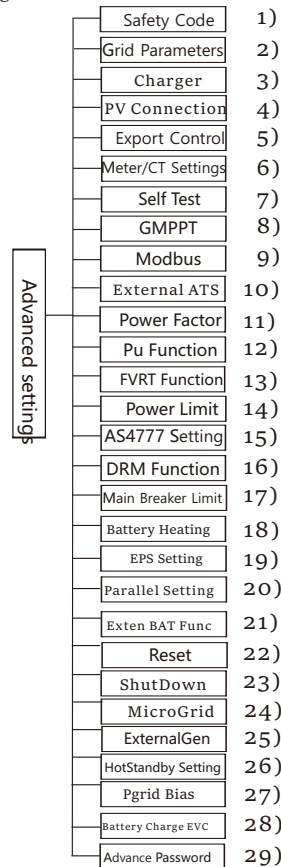 Advanced settings
Safety Code 1)
Grid Parameters 2)
Charger 3)
PV Connection 4)
Export Control 5)
Meter/CT Settings 6)
Self Test 7)
GMPPT 8)
Modbus 9)
External ATS 10)
Power Factor 11)
Pu Function 12)
FVRT Function 13)
Power Limit 14)
AS4777 Setting 15)
DRM Function 16)
Main Breaker Limit 17)
Battery Heating 18)
EPS Setting 19)
Parallel Setting 20)
Exten BAT Func 21)
Reset 22)
ShutDown 23)
MicroGrid 24)
ExternalGen 25)
HotStandby Setting 26)
Pgrid Bias 27)
Battery Charge EVC 28)
Advance Password 29)